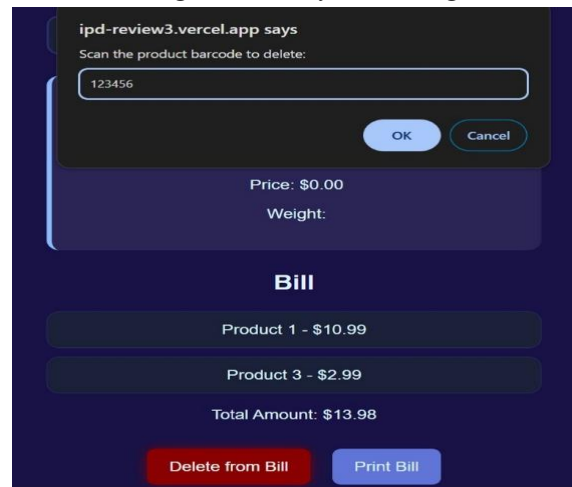 ipd-review3.vercel.app says
Scan the product barcode to delete:
123456
OK Cancel
Price: $0.00
Weight:
Bill
Product 1 - $10.99
Product 3 - $2.99
Total Amount: $13.98
Delete from Bill Print Bill